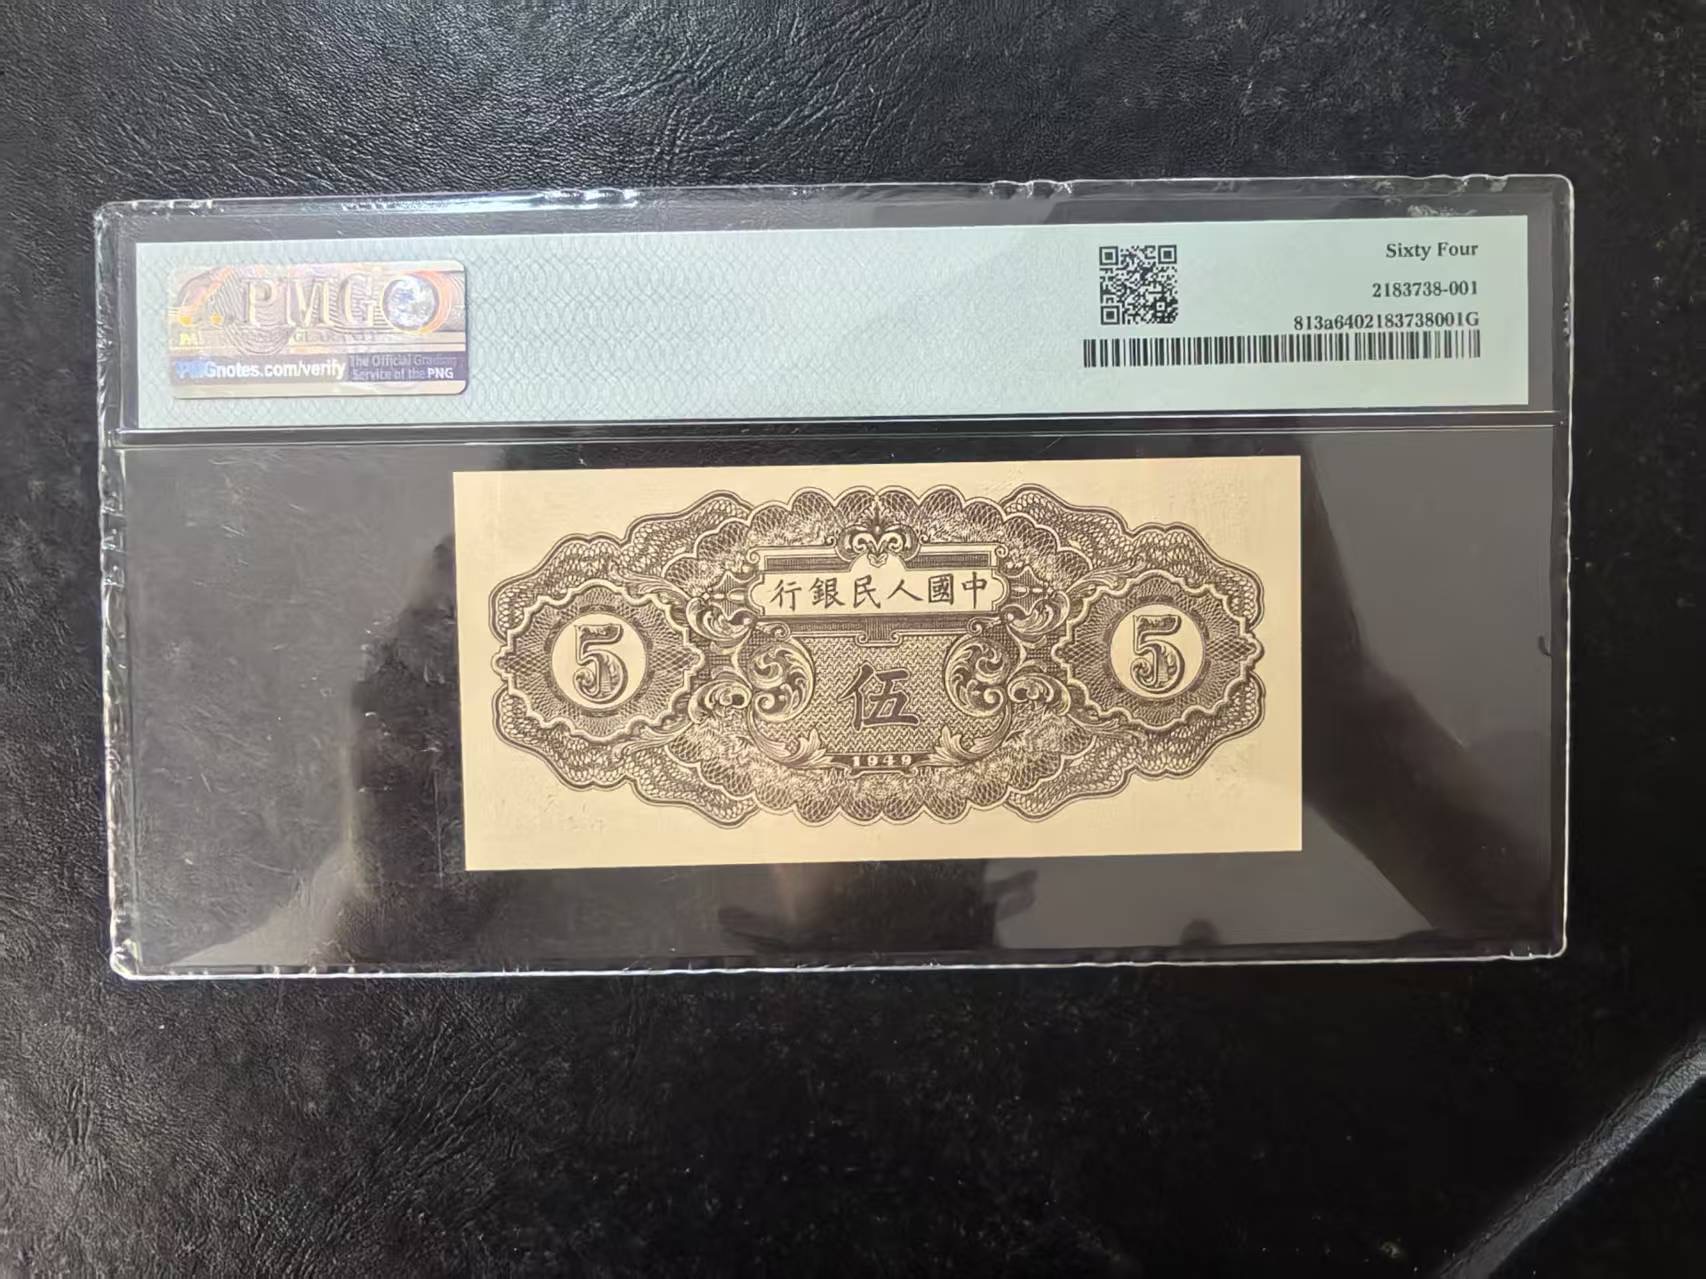 PMG
GUARANTY
PMGnotes.com/verify
The Official Grading
Service of the PNG
Sixty Four
2183738-001
813a6402183738001G
行銀民人國中
5
伍
5
1949